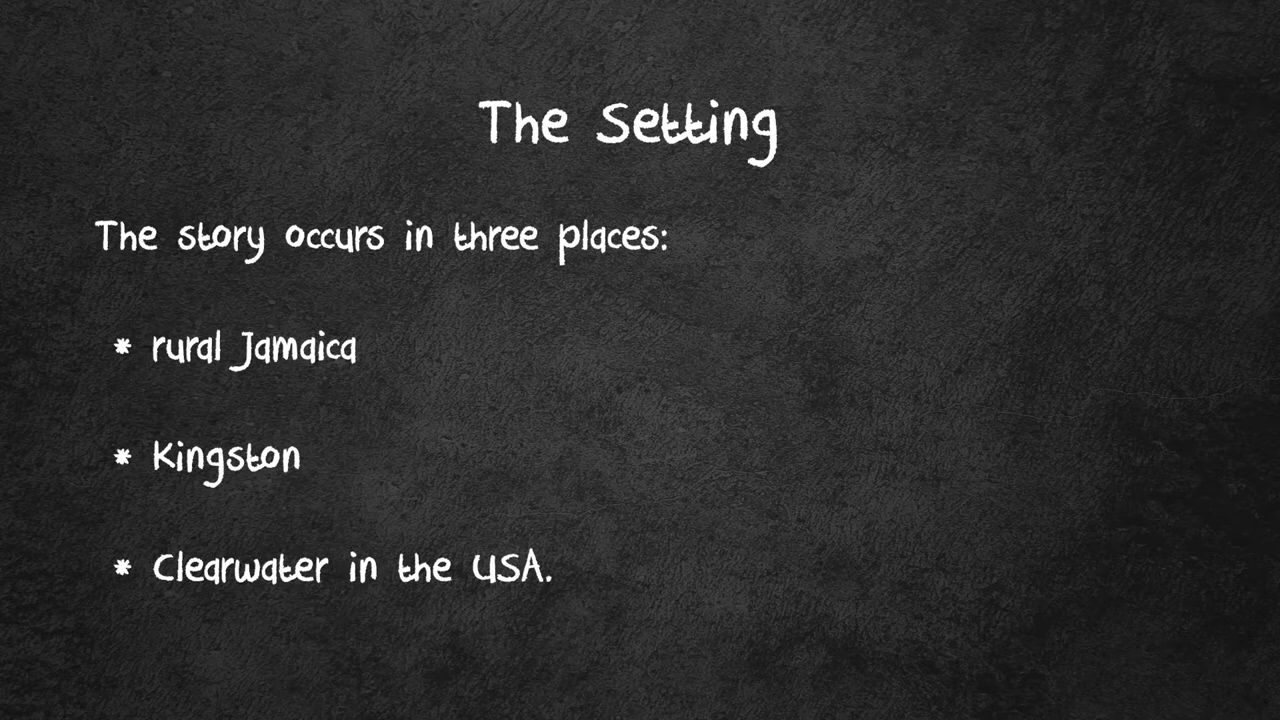 The Setting
The story occurs in three places:
* rural Jamaica
* Kingston
* Clearwater in the USA.